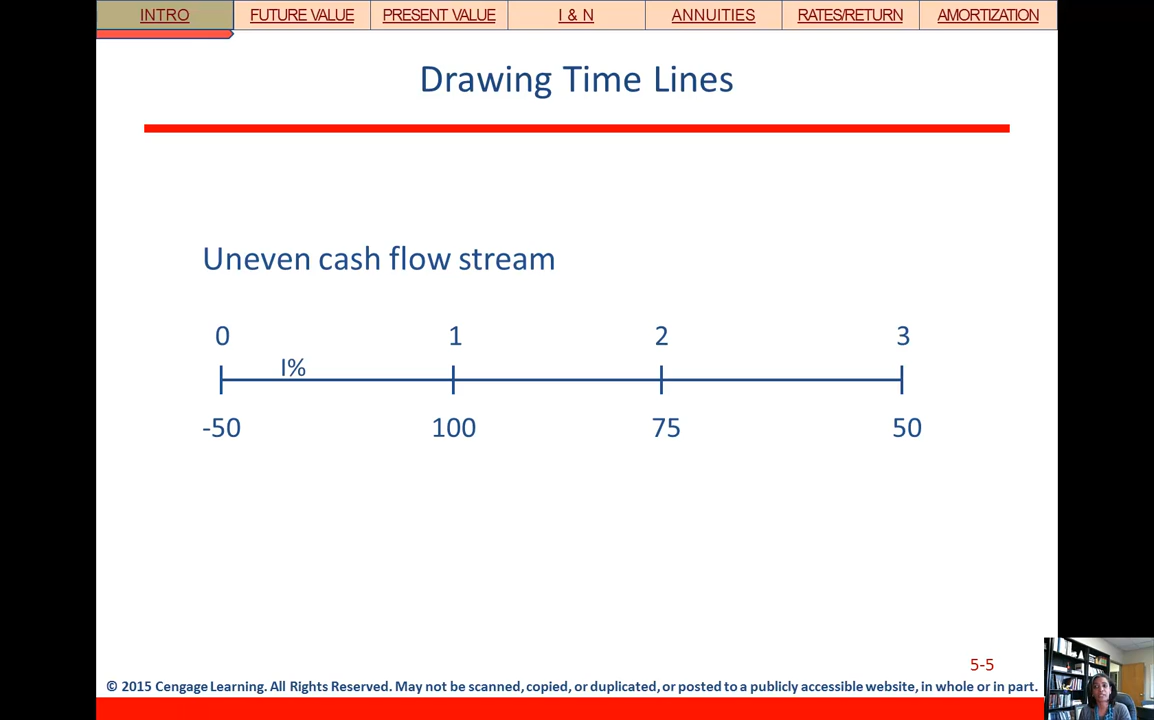 INTRO FUTURE VALUE PRESENT VALUE I & N ANNUITIES RATES/RETURN AMORTIZATION
Drawing Time Lines
Uneven cash flow stream
0 1 2 3
I%
-50 100 75 50
5-5
© 2015 Cengage Learning. All Rights Reserved. May not be scanned, copied, or duplicated, or posted to a publicly accessible website, in whole or in part.